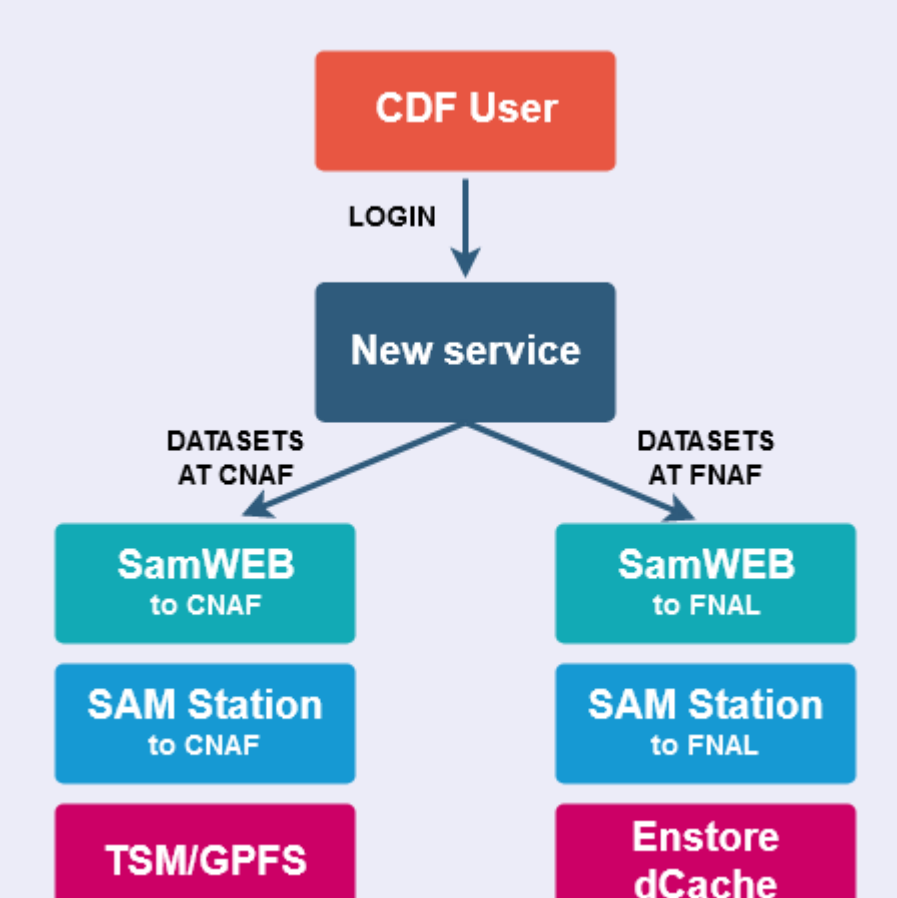 CDF User
LOGIN
New service
DATASETS
AT CNAF
DATASETS
AT FNAF
SamWEB
to CNAF
SamWEB
to FNAL
SAM Station
to CNAF
SAM Station
to FNAL
TSM/GPFS
Enstore
dCache